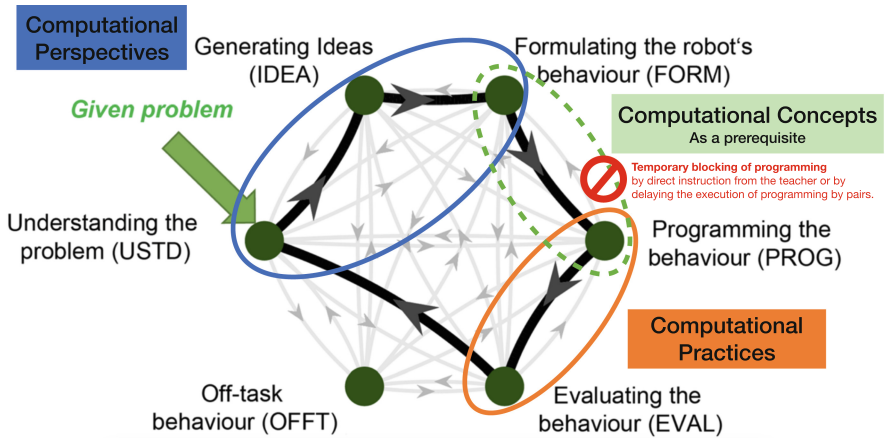 Computational
Perspectives
Generating Ideas
(IDEA)
Formulating the robot‘s
behaviour (FORM)
Given problem
Computational Concepts
As a prerequisite
Temporary blocking of programming
by direct instruction from the teacher or by
delaying the execution of programming by pairs.
Understanding the
problem (USTD)
Programming the
behaviour (PROG)
Computational
Practices
Off-task
behaviour (OFFT)
Evaluating the
behaviour (EVAL)